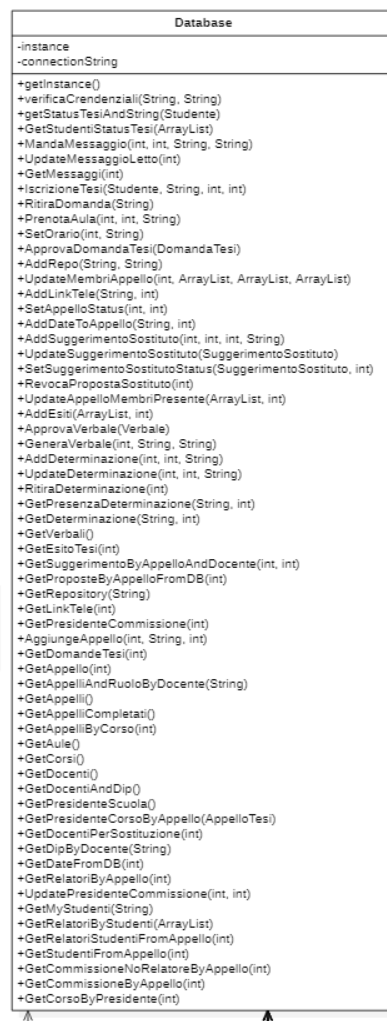 Database
-instance
-connectionString
+getInstance()
+verificaCrendenziali(String, String)
+getStatusTesiAndString(Studente)
+GetStudentiStatusTesi(ArrayList)
+MandaMessaggio(int, int, String, String)
+UpdateMessaggioLetto(int)
+GetMessaggi(int)
+IscrizioneTesi(Studente, String, int, int)
+RitiraDomanda(String)
+PrenotaAula(int, int, String)
+SetOrario(int, String)
+ApprovaDomandaTesi(DomandaTesi)
+AddRepo(String, String)
+UpdateMembriAppello(int, ArrayList, ArrayList, ArrayList)
+AddLinkTele(String, int)
+SetAppelloStatus(int, int)
+AddDateToAppello(String, int)
+AddSuggerimentoSostituto(int, int, int, String)
+UpdateSuggerimentoSostituto(SuggerimentoSostituto)
+SetSuggerimentoSostitutoStatus(SuggerimentoSostituto, int)
+RevocaPropostaSostituto(int)
+UpdateAppelloMembriPresente(ArrayList, int)
+AddEsiti(ArrayList, int)
+ApprovaVerbale(Verbale)
+GeneraVerbale(int, String, String)
+AddDeterminazione(int, int, String)
+UpdateDeterminazione(int, int, String)
+RitiraDeterminazione(int)
+GetPresenzaDeterminazione(String, int)
+GetDeterminazione(String, int)
+GetVerbali()
+GetEsitoTesi(int)
+GetSuggerimentoByAppelloAndDocente(int, int)
+GetProposteByAppelloFromDB(int)
+GetRepository(String)
+GetLinkTele(int)
+GetPresidenteCommissione(int)
+AggiungeAppello(int, String, int)
+GetDomandeTesi(int)
+GetAppello(int)
+GetAppelliAndRuoloByDocente(String)
+GetAppelli()
+GetAppelliCompletati()
+GetAppelliByCorso(int)
+GetAule()
+GetCorsi()
+GetDocenti()
+GetDocentiAndDip()
+GetPresidenteScuola()
+GetPresidenteCorsoByAppello(AppelloTesi)
+GetDocentiPerSostituzione(int)
+GetDipByDocente(String)
+GetDateFromDB(int)
+GetRelatoriByAppello(int)
+UpdatePresidenteCommissione(int, int)
+GetMyStudenti(String)
+GetRelatoriByStudenti(ArrayList)
+GetRelatoriStudentiFromAppello(int)
+GetStudentiFromAppello(int)
+GetCommissioneNoRelatoreByAppello(int)
+GetCommissioneByAppello(int)
+GetCorsoByPresidente(int)